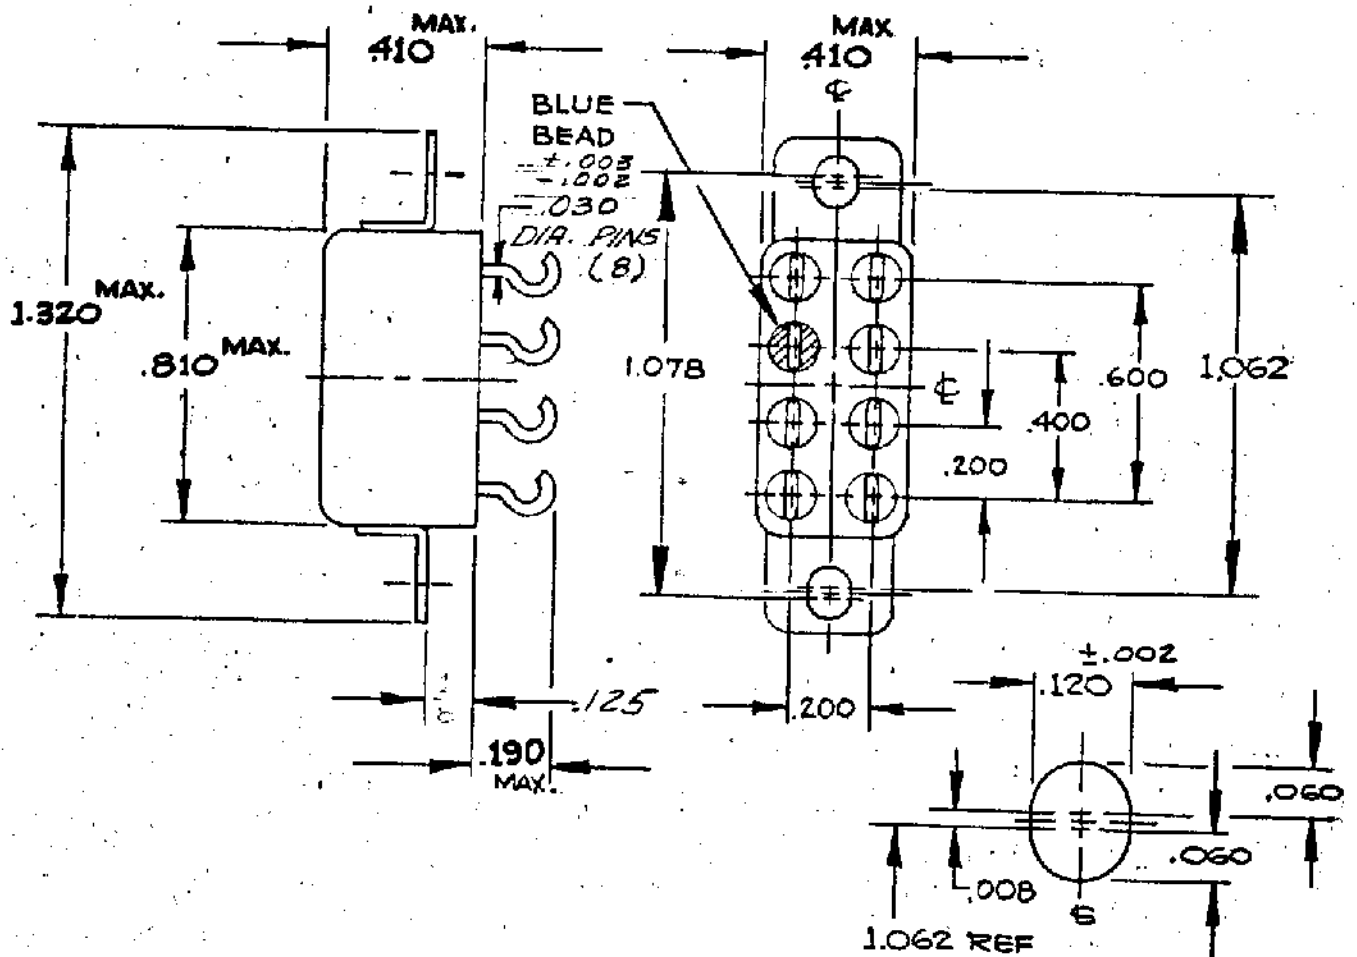 MAX.
.410
MAX
.410
℄
BLUE
BEAD
+.003
-.002
.030
DIA. PINS
(8)
1.320 MAX.
.810 MAX.
1.078
℄
.600
1.062
.400
.200
.125
.190
MAX.
.200
±.002
.120
.060
.060
.008
℄
1.062 REF